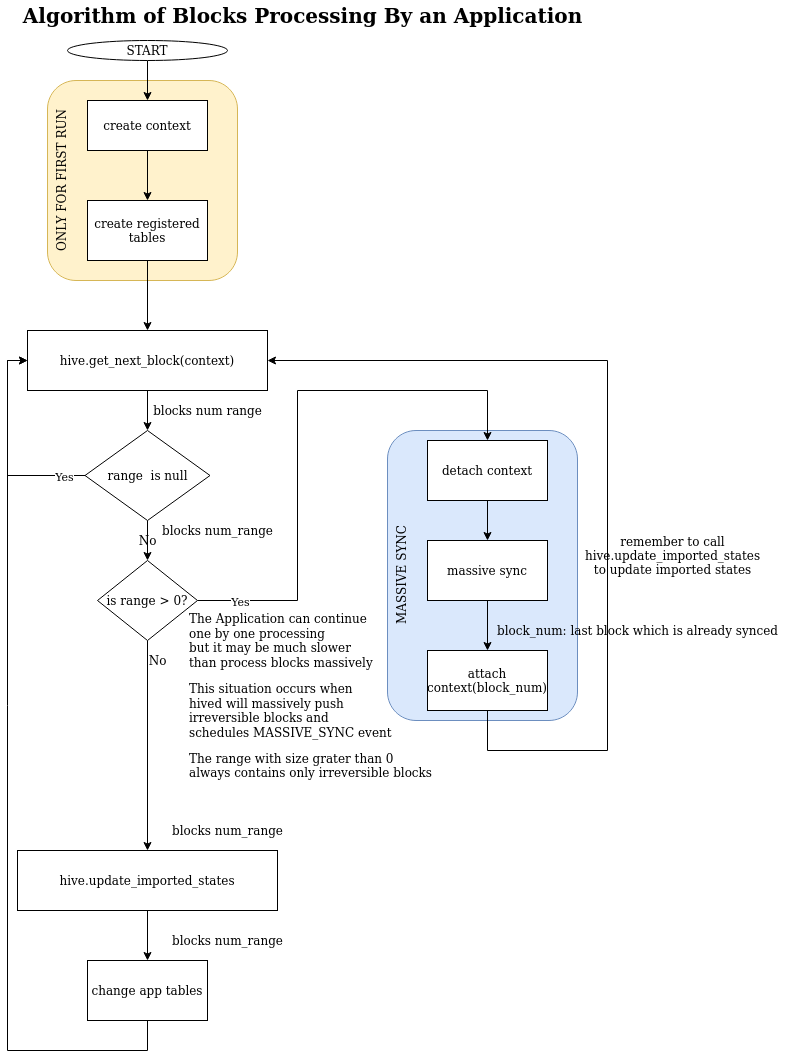 Algorithm of Blocks Processing By an Application
START
ONLY FOR FIRST RUN
create context
create registered
tables
hive.get_next_block(context)
blocks num range
range  is null
Yes
blocks num_range
No
is range > 0?
Yes
The Application can continue
one by one processing
but it may be much slower
than process blocks massively
This situation occurs when
hived will massively push
irreversible blocks and
schedules MASSIVE_SYNC event
The range with size grater than 0
always contains only irreversible blocks
No
MASSIVE SYNC
detach context
massive sync
remember to call
hive.update_imported_states
to update imported states
block_num: last block which is already synced
attach
context(block_num)
blocks num_range
hive.update_imported_states
blocks num_range
change app tables